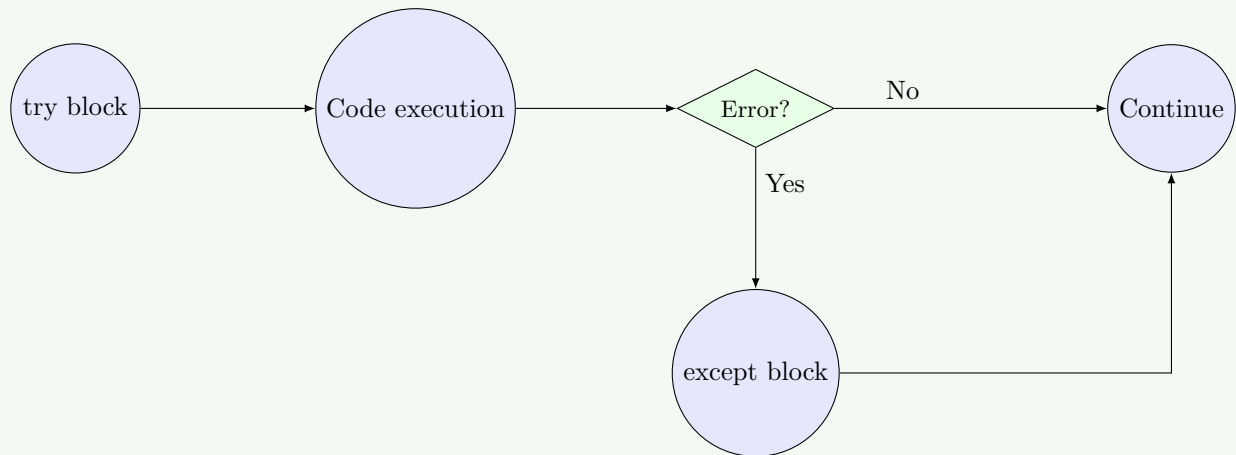 try block
Code execution
Error?
No
Continue
Yes
except block